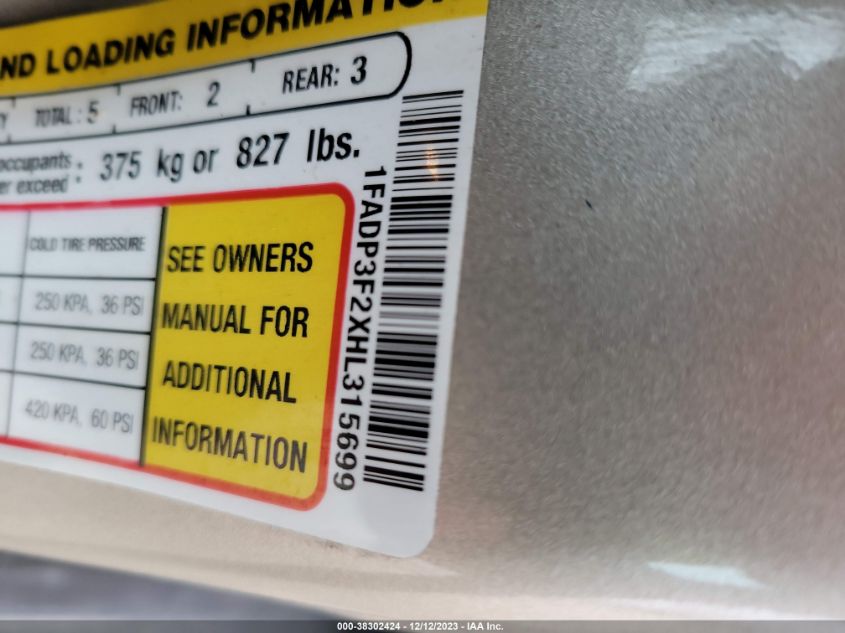 ND LOADING INFORMATION
Y TOTAL : 5 FRONT: 2 REAR: 3
occupants
er exceed : 375 kg or 827 lbs.
COLD TIRE PRESSURE
250 KPA, 36 PSI
250 KPA, 36 PSI
420 KPA, 60 PSI
SEE OWNERS
MANUAL FOR
ADDITIONAL
INFORMATION
1FADP3F2XHL315699
000-38302424 - 12/12/2023 - IAA Inc.